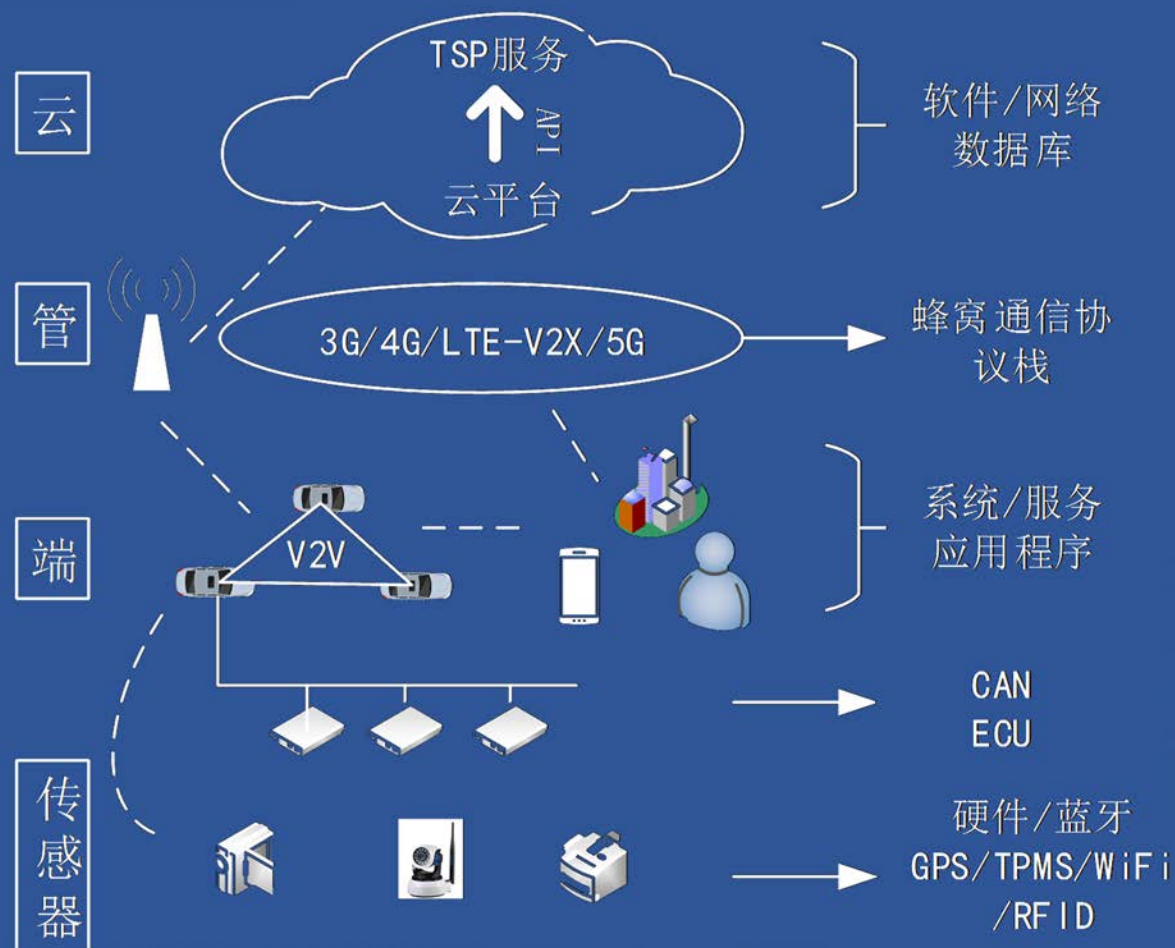 云
TSP服务
API
云平台
软件/网络
数据库
管
3G/4G/LTE-V2X/5G
蜂窝通信协
议栈
端
V2V
系统/服务
应用程序
CAN
ECU
传
感
器
硬件/蓝牙
GPS/TPMS/WiFi
/RFID